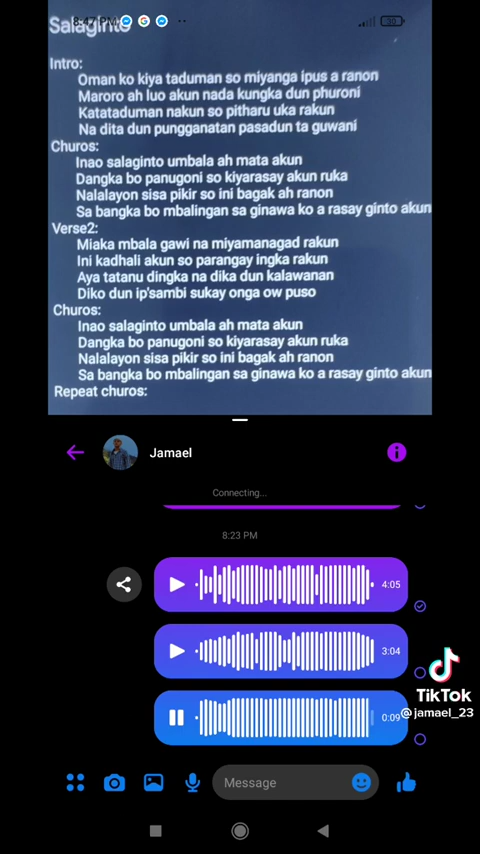 8:47 PM
30
Salaginto
Intro:
Oman ko kiya taduman so miyanga ipus a ranon
Maroro ah luo akun nada kungka dun phuroni
Katataduman nakun so pitharu uka rakun
Na dita dun pungganatan pasadun ta guwani
Churos:
Inao salaginto umbala ah mata akun
Dangka bo panugoni so kiyarasay akun ruka
Nalalayon sisa pikir so ini bagak ah ranon
Sa bangka bo mbalingan sa ginawa ko a rasay ginto akun
Verse2:
Miaka mbala gawi na miyamanagad rakun
Ini kadhali akun so parangay ingka rakun
Aya tatanu dingka na dika dun kalawanan
Diko dun ip'sambi sukay onga ow puso
Churos:
Inao salaginto umbala ah mata akun
Dangka bo panugoni so kiyarasay akun ruka
Nalalayon sisa pikir so ini bagak ah ranon
Sa bangka bo mbalingan sa ginawa ko a rasay ginto akun
Repeat churos:
Jamael
Connecting...
8:23 PM
4:05
3:04
0:09
TikTok
@jamael_23
Message